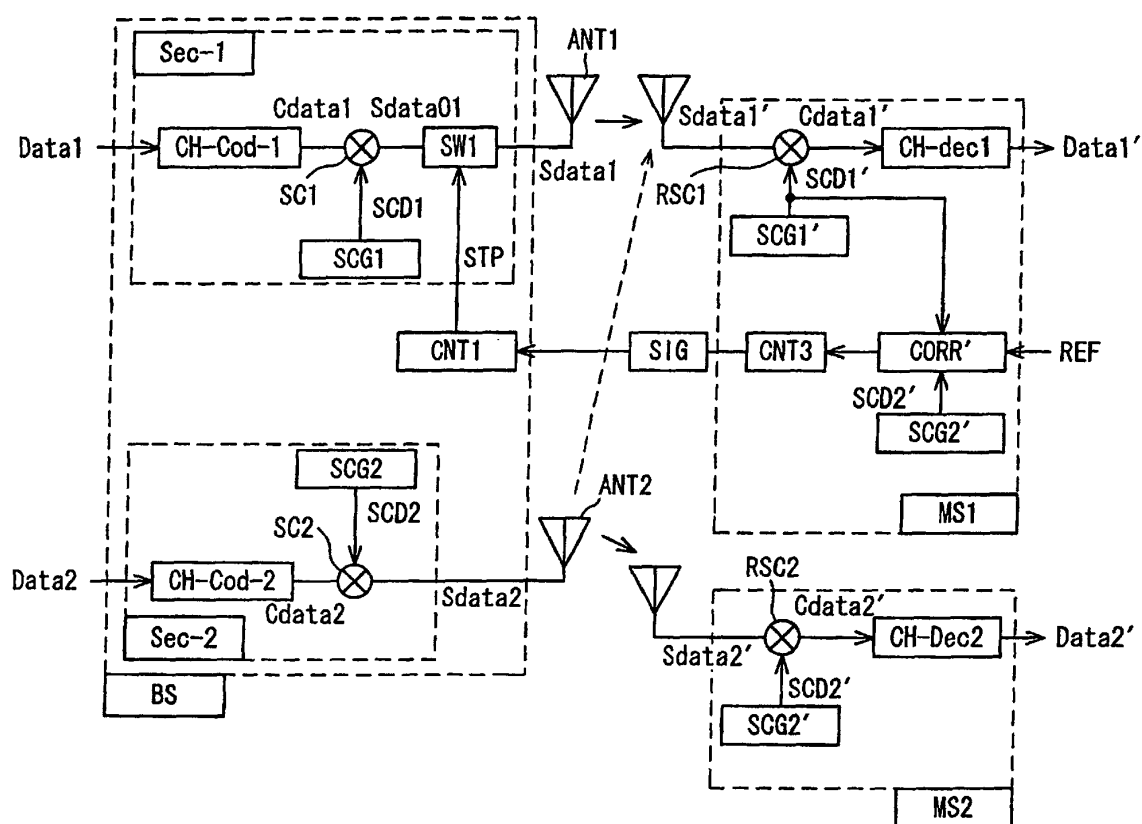 Sec-1
ANT1
Cdata1
Sdata01
Sdata1′
Cdata1′
Data1
CH-Cod-1
SW1
CH-dec1
Data1′
Sdata1
SC1
SCD1
RSC1
SCD1′
SCG1
STP
SCG1′
CNT1
SIG
CNT3
CORR′
REF
SCD2′
SCG2′
SCG2
ANT2
MS1
SC2
SCD2
RSC2
Data2
CH-Cod-2
Cdata2
Sdata2
Cdata2′
CH-Dec2
Data2′
Sec-2
Sdata2′
SCD2′
BS
SCG2′
MS2